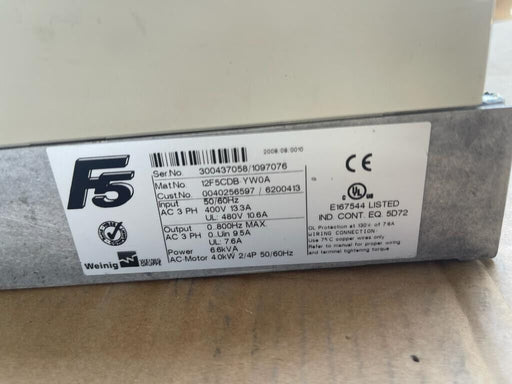 F5
2008.08.0010
Ser.No. 300437058/1097076
Mat.No. 12F5CDB-YW0A
Cust.No 0040256597 / 6200413
Input 50/60Hz
AC 3 PH 400V 13.3A
UL: 480V 10.6A
Output 0..800Hz MAX
AC 3 PH 0..Uin 9.5A
UL: 7.6A
Power 6.6kVA
AC-Motor 4.0kW 2/4P 50/60Hz
Weinig
CE
C UL US
E167544 LISTED
IND. CONT. EQ. 5D72
OL Protection at 130% of 7.6A
WIRING CONNECTION
Use 75°C copper wires only
Refer to manual for proper wiring
and terminal tightening torque